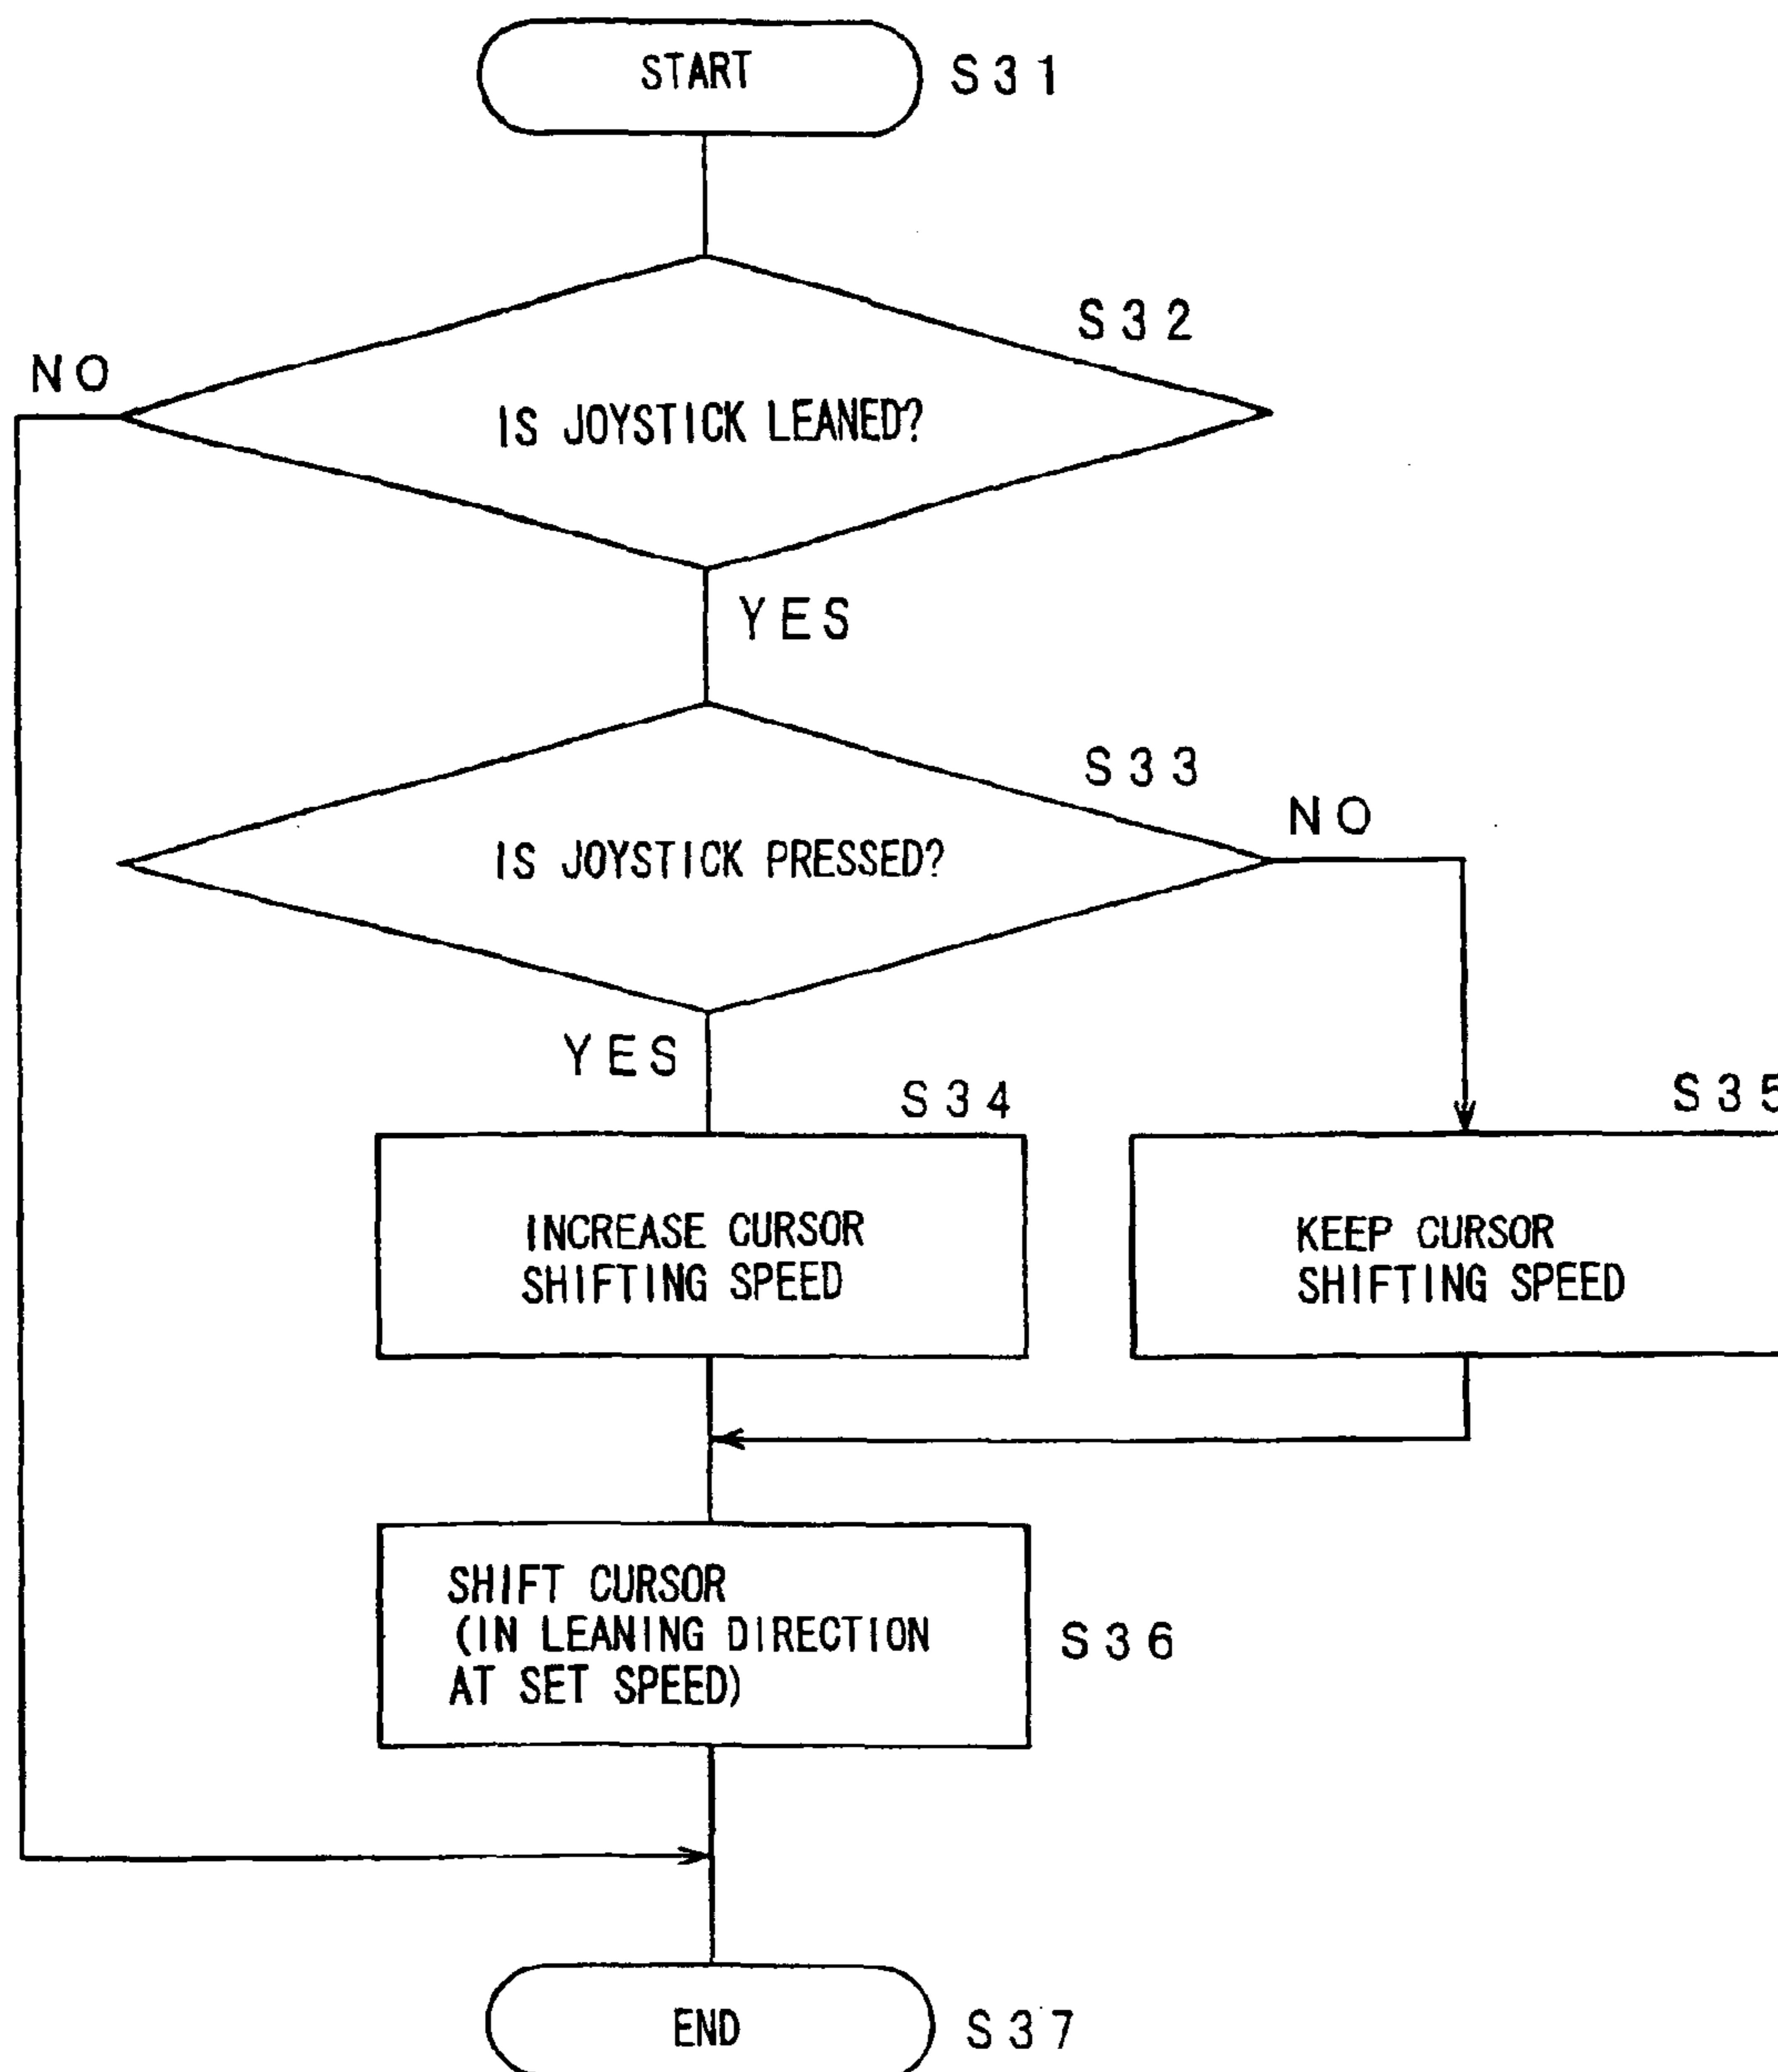 START
S31
S32
NO
IS JOYSTICK LEANED?
YES
S33
NO
IS JOYSTICK PRESSED?
YES
S34
S35
INCREASE CURSOR
SHIFTING SPEED
KEEP CURSOR
SHIFTING SPEED
SHIFT CURSOR
(IN LEANING DIRECTION
AT SET SPEED)
S36
END
S37